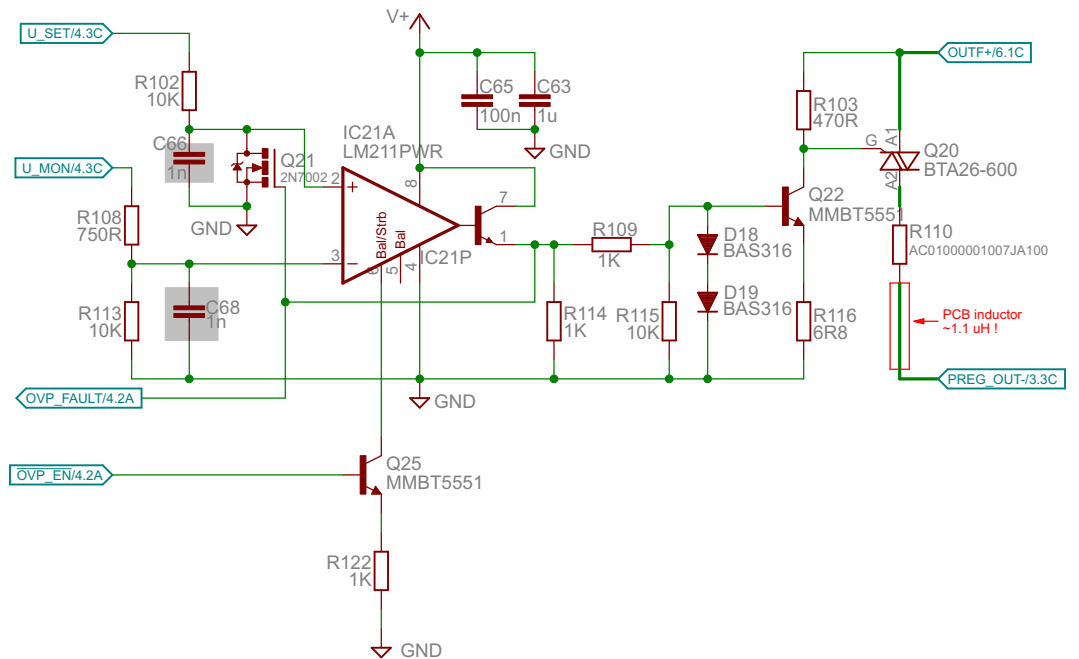 V+
U_SET/4.3C
OUTF+/6.1C
R102
10K
C65
100n
C63
1u
R103
470R
C66
1n
IC21A
LM211PWR
GND
U_MON/4.3C
Q21
2N7002
G
A1
A2
Q20
BTA26-600
2
+
8
7
Q22
MMBT5551
GND
R108
750R
Bal/Strb
Bal
1
R109
1K
D18
BAS316
R110
AC01000001007JA100
3
–
6
5
4
IC21P
R113
10K
C68
1n
R114
1K
R115
10K
D19
BAS316
R116
6R8
PCB inductor
~1.1 uH !
OVP_FAULT/4.2A
GND
PREG_OUT-/3.3C
OVP_EN/4.2A
Q25
MMBT5551
R122
1K
GND